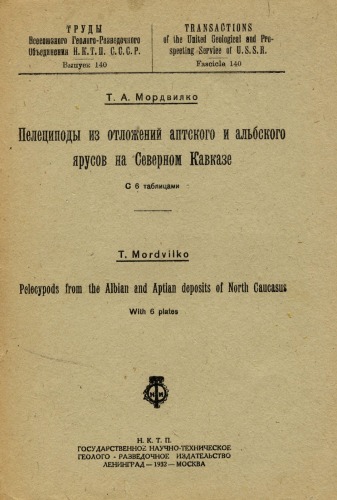 ТРУДЫ
Всесоюзного Геолого-Разведочного
Объединения Н. К. Т. П. С. С. С. Р.
Выпуск 140
TRANSACTIONS
of the United Geological and Pro-
specting Service of U. S. S. R.
Fascicle 140
Т. А. Мордвилко
Пелециподы из отложений аптского и альбского
ярусов на Северном Кавказе
С 6 таблицами
T. Mordvilko
Pelecypods from the Albian and Aptian deposits of North Caucasus
With 6 plates
Н. К. Т. П.
ГОСУДАРСТВЕННОЕ НАУЧНО-ТЕХНИЧЕСКОЕ
ГЕОЛОГО - РАЗВЕДОЧНОЕ ИЗДАТЕЛЬСТВО
ЛЕНИНГРАД — 1932 — МОСКВА